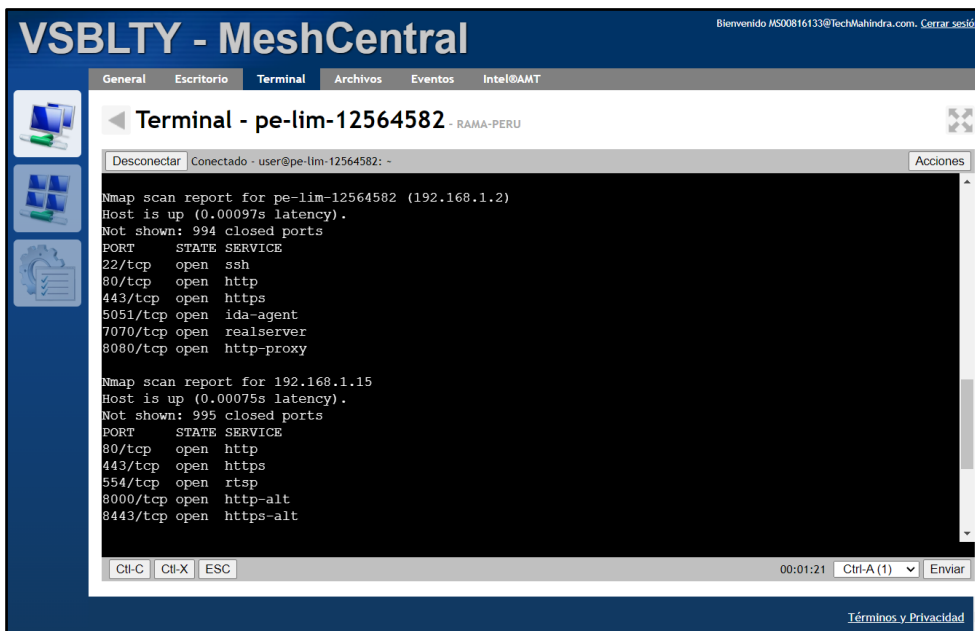 VSBLTY - MeshCentral
Bienvenido MS00816133@TechMahindra.com. Cerrar sesió
General Escritorio Terminal Archivos Eventos Intel®AMT
Terminal - pe-lim-12564582 - RAMA-PERU
Desconectar Conectado - user@pe-lim-12564582: ~ Acciones
Nmap scan report for pe-lim-12564582 (192.168.1.2)
Host is up (0.00097s latency).
Not shown: 994 closed ports
PORT STATE SERVICE
22/tcp open ssh
80/tcp open http
443/tcp open https
5051/tcp open ida-agent
7070/tcp open realserver
8080/tcp open http-proxy
Nmap scan report for 192.168.1.15
Host is up (0.00075s latency).
Not shown: 995 closed ports
PORT STATE SERVICE
80/tcp open http
443/tcp open https
554/tcp open rtsp
8000/tcp open http-alt
8443/tcp open https-alt
Ctl-C Ctl-X ESC 00:01:21 Ctrl-A (1) Enviar
Términos y Privacidad